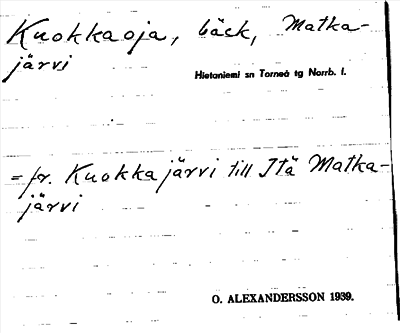 Kuokkaoja, bäck, Matka-
järvi
Hietaniemi sn Torneå tg Norrb. l.
= fr. Kuokkajärvi till Itä Matka-
järvi
O. ALEXANDERSSON 1939.